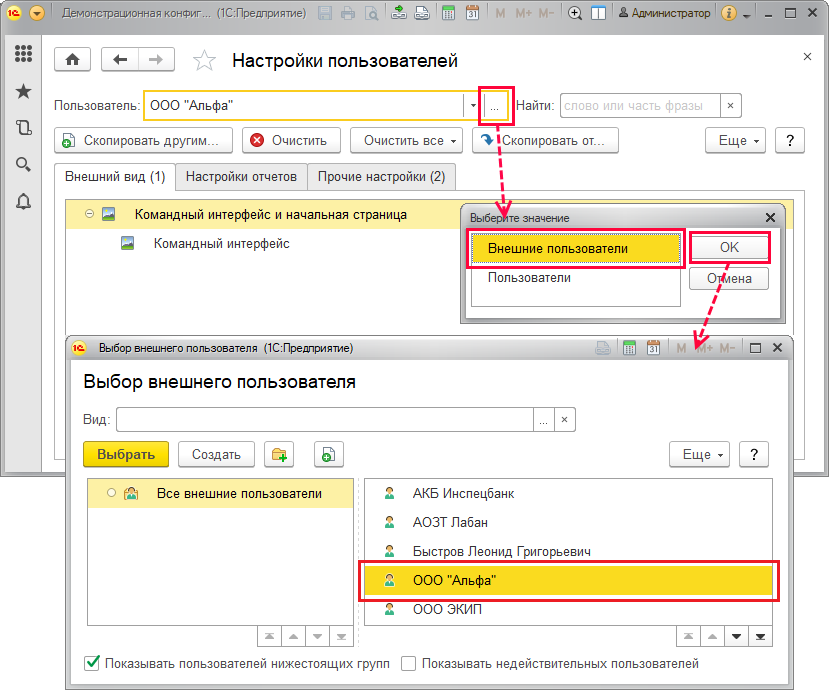 Демонстрационная конфиг... (1С:Предприятие)
M M+ M-
Администратор
Настройки пользователей
Пользователь: ООО "Альфа" ... Найти: слово или часть фразы ×
Скопировать другим... Очистить Очистить все Скопировать от... Еще ?
Внешний вид (1) Настройки отчетов Прочие настройки (2)
Командный интерфейс и начальная страница
Командный интерфейс
Выберите значение
Внешние пользователи OK
Пользователи Отмена
Выбор внешнего пользователя (1С:Предприятие) 31 M M+ M-
Выбор внешнего пользователя
Вид: ... ×
Выбрать Создать Еще ?
Все внешние пользователи
АКБ Инспецбанк
АОЗТ Лабан
Быстров Леонид Григорьевич
ООО "Альфа"
ООО ЭКИП
Показывать пользователей нижестоящих групп Показывать недействительных пользователей